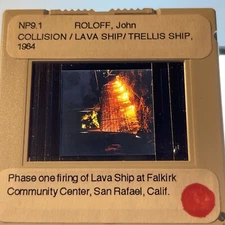 NP9.1 ROLOFF, John
COLLISION / LAVA SHIP/ TRELLIS SHIP,
1984
Phase one firing of Lava Ship at Falkirk
Community Center, San Rafael, Calif.